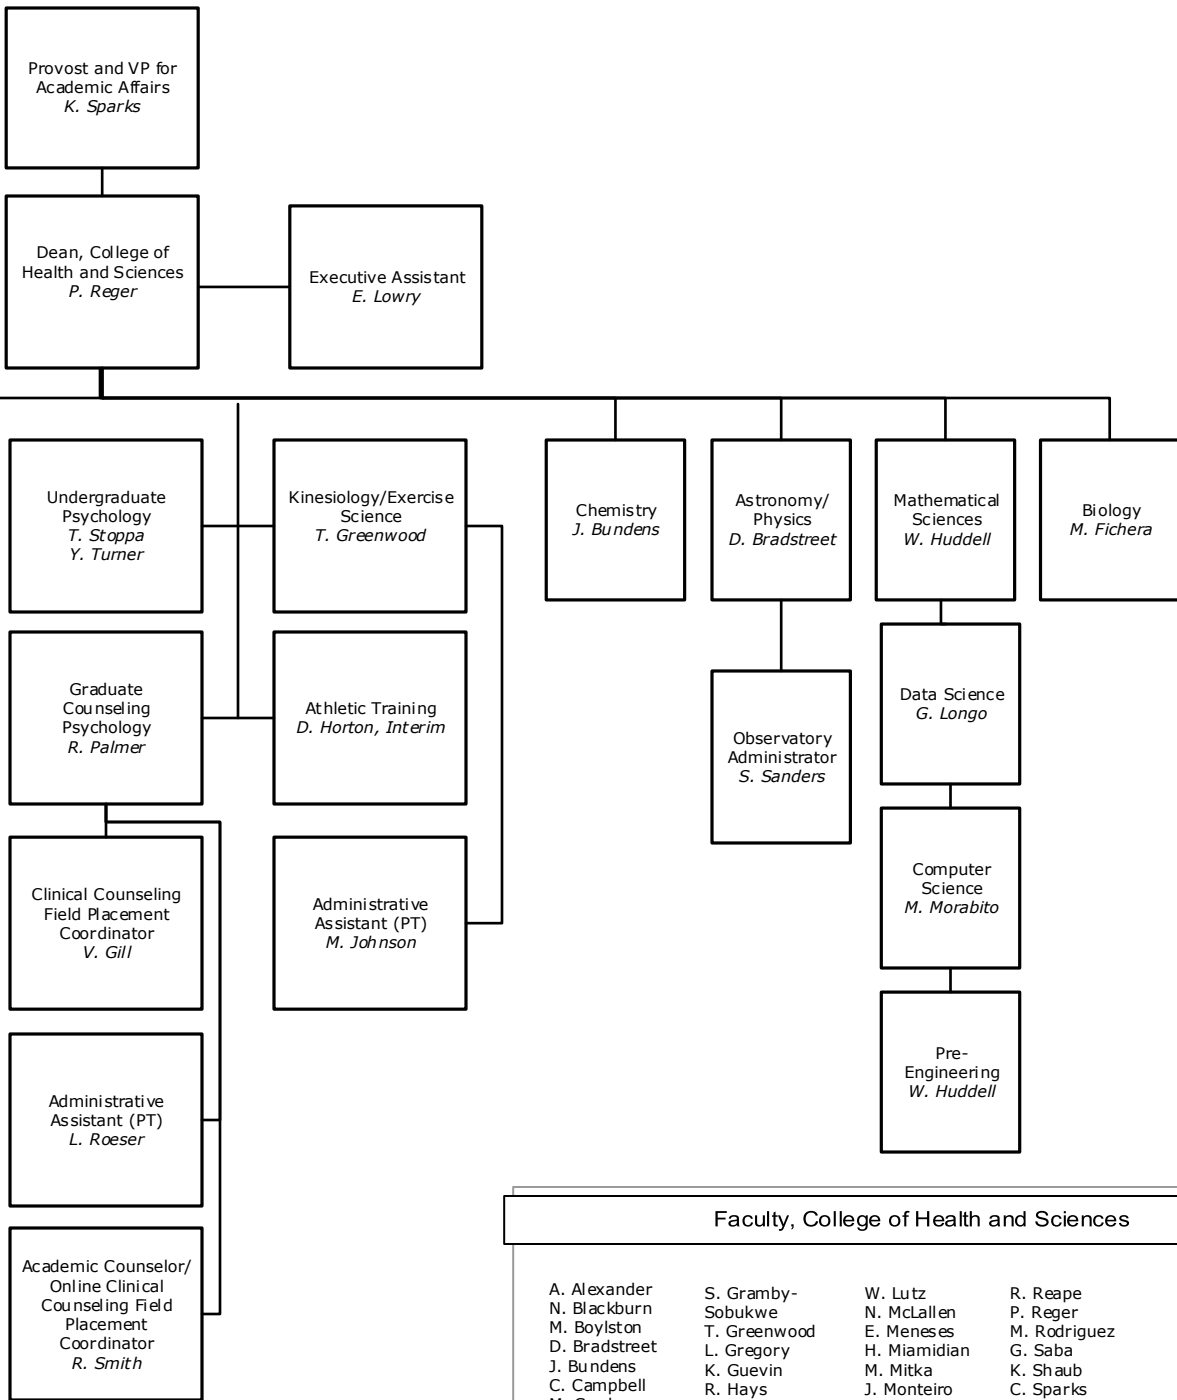 Provost and VP for
Academic Affairs
K. Sparks
Dean, College of
Health and Sciences
P. Reger
Executive Assistant
E. Lowry
Undergraduate
Psychology
T. Stoppa
Y. Turner
Kinesiology/Exercise
Science
T. Greenwood
Chemistry
J. Bundens
Astronomy/
Physics
D. Bradstreet
Mathematical
Sciences
W. Huddell
Biology
M. Fichera
Graduate
Counseling
Psychology
R. Palmer
Athletic Training
D. Horton, Interim
Data Science
G. Longo
Observatory
Administrator
S. Sanders
Clinical Counseling
Field Placement
Coordinator
V. Gill
Administrative
Assistant (PT)
M. Johnson
Computer
Science
M. Morabito
Pre-
Engineering
W. Huddell
Administrative
Assistant (PT)
L. Roeser
Academic Counselor/
Online Clinical
Counseling Field
Placement
Coordinator
R. Smith
Faculty, College of Health and Sciences
A. Alexander
N. Blackburn
M. Boylston
D. Bradstreet
J. Bundens
C. Campbell
S. Gramby-
Sobukwe
T. Greenwood
L. Gregory
K. Guevin
R. Hays
W. Lutz
N. McLallen
E. Meneses
H. Miamidian
M. Mitka
J. Monteiro
R. Reape
P. Reger
M. Rodriguez
G. Saba
K. Shaub
C. Sparks